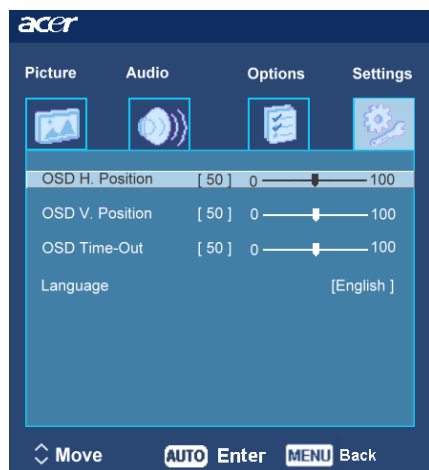 acer
Picture Audio Options Settings
OSD H. Position [ 50 ] 0 100
OSD V. Position [ 50 ] 0 100
OSD Time-Out [ 50 ] 0 100
Language [English ]
Move AUTO Enter MENU Back